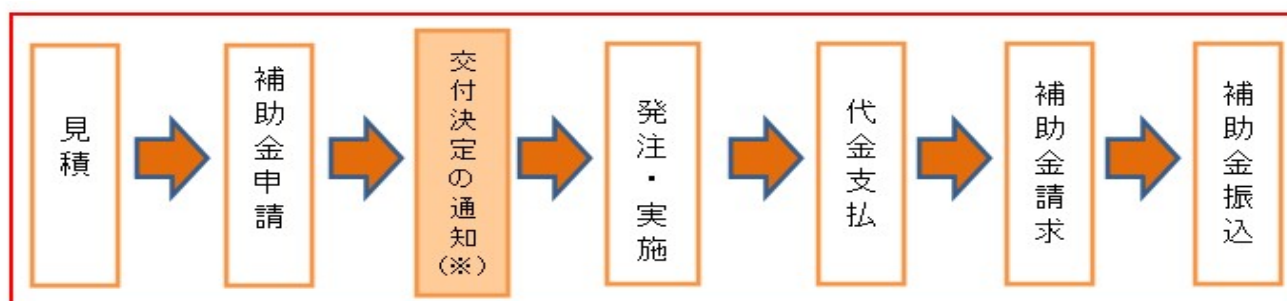 見積
補助金申請
交付決定の通知(※)
発注・実施
代金支払
補助金請求
補助金振込